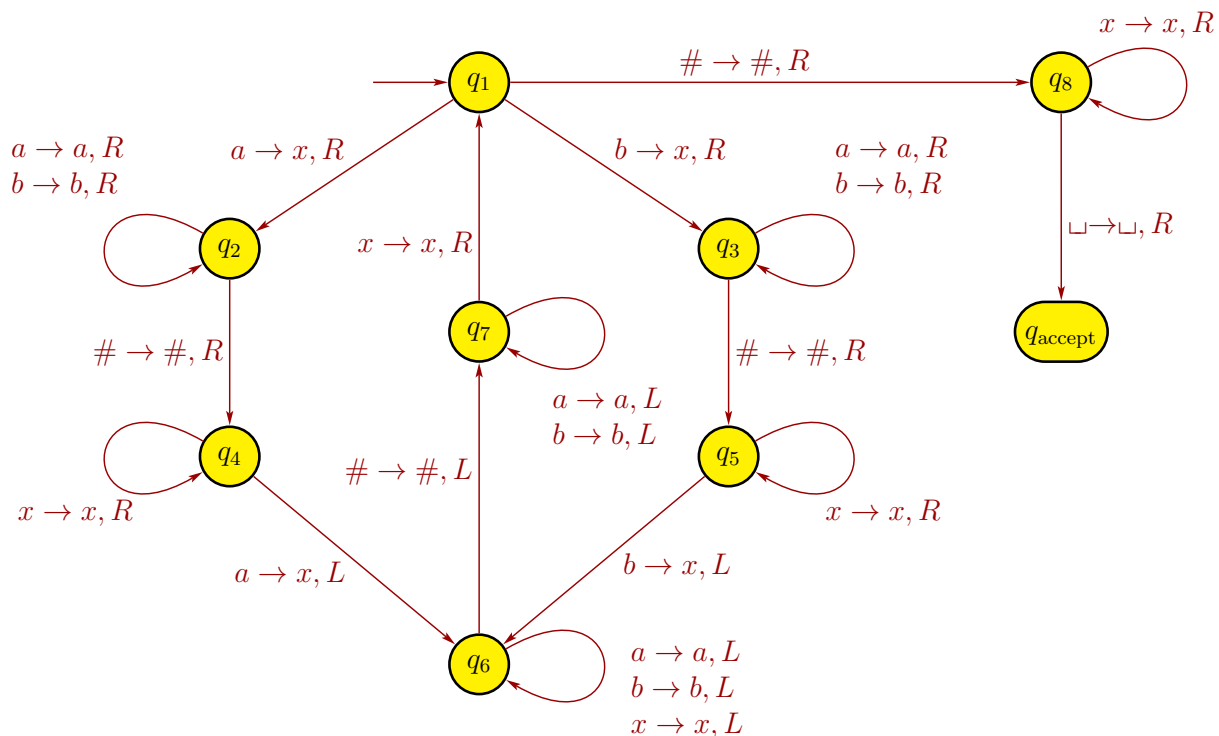 x → x, R
# → #, R
q₁
q₈
a → a, R
b → b, R
a → x, R
b → x, R
a → a, R
b → b, R
␣→␣, R
x → x, R
q₂
q₃
q₇
q_accept
# → #, R
# → #, R
a → a, L
b → b, L
q₄
q₅
# → #, L
x → x, R
x → x, R
a → x, L
b → x, L
q₆
a → a, L
b → b, L
x → x, L